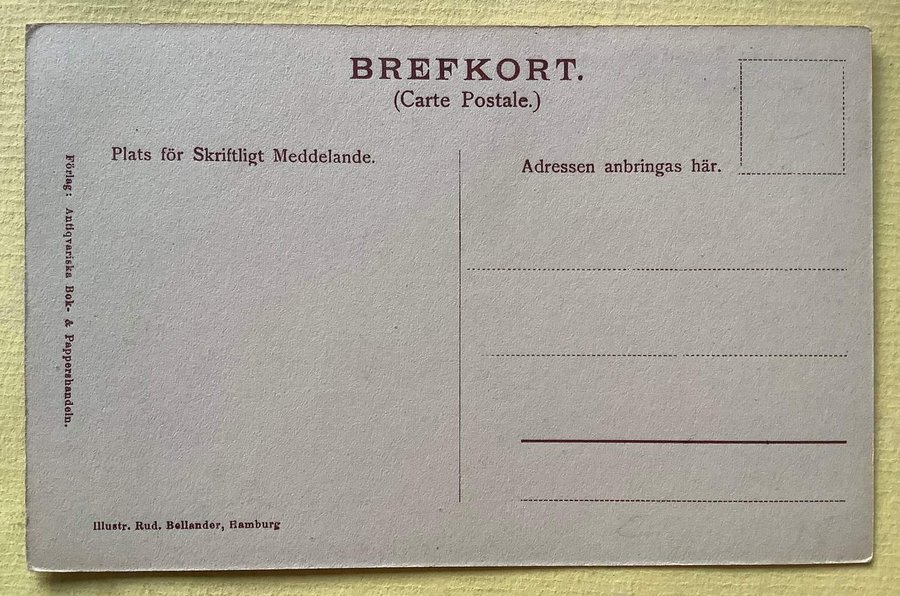 BREFKORT.
(Carte Postale.)
Plats för Skriftligt Meddelande.
Adressen anbringas här.
Förlag: Antiqvariska Bok- & Pappershandeln.
Illustr. Rud. Bellander, Hamburg